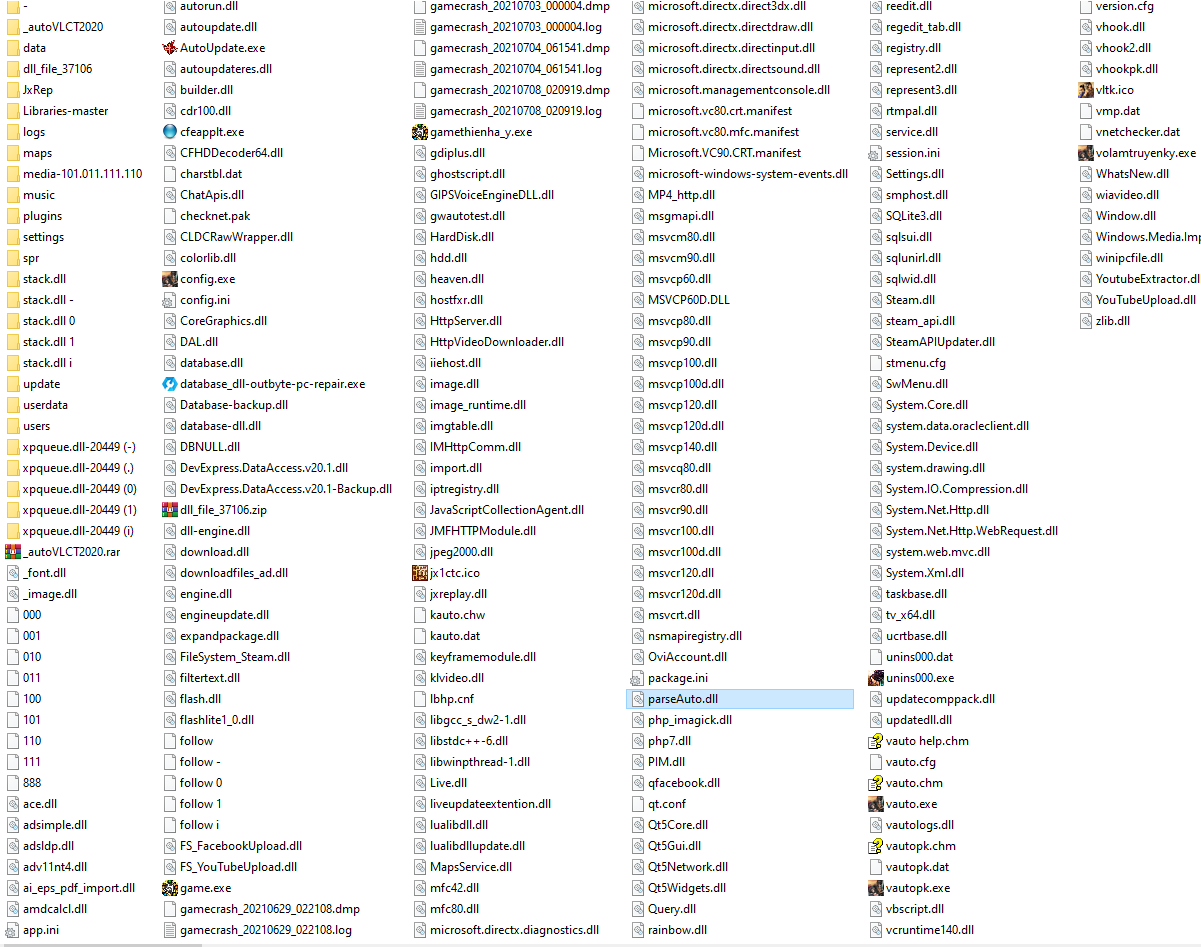 -
_autoVLCT2020
data
dll_file_37106
JxRep
Libraries-master
logs
maps
media-101.011.111.110
music
plugins
settings
spr
stack.dll
stack.dll -
stack.dll 0
stack.dll 1
stack.dll i
update
userdata
users
xpqueue.dll-20449 (-)
xpqueue.dll-20449 (.)
xpqueue.dll-20449 (0)
xpqueue.dll-20449 (1)
xpqueue.dll-20449 (i)
_autoVLCT2020.rar
_font.dll
_image.dll
000
001
010
011
100
101
110
111
888
ace.dll
adsimple.dll
adsldp.dll
adv11nt4.dll
ai_eps_pdf_import.dll
amdcalcl.dll
app.ini
autorun.dll
autoupdate.dll
AutoUpdate.exe
autoupdateres.dll
builder.dll
cdr100.dll
cfeapplt.exe
CFHDDecoder64.dll
charstbl.dat
ChatApis.dll
checknet.pak
CLDCRawWrapper.dll
colorlib.dll
config.exe
config.ini
CoreGraphics.dll
DAL.dll
database.dll
database_dll-outbyte-pc-repair.exe
Database-backup.dll
database-dll.dll
DBNULL.dll
DevExpress.DataAccess.v20.1.dll
DevExpress.DataAccess.v20.1-Backup.dll
dll_file_37106.zip
dll-engine.dll
download.dll
downloadfiles_ad.dll
engine.dll
engineupdate.dll
expandpackage.dll
FileSystem_Steam.dll
filtertext.dll
flash.dll
flashlite1_0.dll
follow
follow -
follow 0
follow 1
follow i
FS_FacebookUpload.dll
FS_YouTubeUpload.dll
game.exe
gamecrash_20210629_022108.dmp
gamecrash_20210629_022108.log
gamecrash_20210703_000004.dmp
gamecrash_20210703_000004.log
gamecrash_20210704_061541.dmp
gamecrash_20210704_061541.log
gamecrash_20210708_020919.dmp
gamecrash_20210708_020919.log
gamethienha_y.exe
gdiplus.dll
ghostscript.dll
GIPSVoiceEngineDLL.dll
gwautotest.dll
HardDisk.dll
hdd.dll
heaven.dll
hostfxr.dll
HttpServer.dll
HttpVideoDownloader.dll
iiehost.dll
image.dll
image_runtime.dll
imgtable.dll
IMHttpComm.dll
import.dll
iptregistry.dll
JavaScriptCollectionAgent.dll
JMFHTTPModule.dll
jpeg2000.dll
jx1ctc.ico
jxreplay.dll
kauto.chw
kauto.dat
keyframemodule.dll
klvideo.dll
lbhp.cnf
libgcc_s_dw2-1.dll
libstdc++-6.dll
libwinpthread-1.dll
Live.dll
liveupdateextention.dll
lualibdll.dll
lualibdllupdate.dll
MapsService.dll
mfc42.dll
mfc80.dll
microsoft.directx.diagnostics.dll
microsoft.directx.direct3dx.dll
microsoft.directx.directdraw.dll
microsoft.directx.directinput.dll
microsoft.directx.directsound.dll
microsoft.managementconsole.dll
microsoft.vc80.crt.manifest
microsoft.vc80.mfc.manifest
Microsoft.VC90.CRT.manifest
microsoft-windows-system-events.dll
MP4_http.dll
msgmapi.dll
msvcm80.dll
msvcm90.dll
msvcp60.dll
MSVCP60D.DLL
msvcp80.dll
msvcp90.dll
msvcp100.dll
msvcp100d.dll
msvcp120.dll
msvcp120d.dll
msvcp140.dll
msvcq80.dll
msvcr80.dll
msvcr90.dll
msvcr100.dll
msvcr100d.dll
msvcr120.dll
msvcr120d.dll
msvcrt.dll
nsmapiregistry.dll
OviAccount.dll
package.ini
parseAuto.dll
php_imagick.dll
php7.dll
PIM.dll
qfacebook.dll
qt.conf
Qt5Core.dll
Qt5Gui.dll
Qt5Network.dll
Qt5Widgets.dll
Query.dll
rainbow.dll
reedit.dll
regedit_tab.dll
registry.dll
represent2.dll
represent3.dll
rtmpal.dll
service.dll
session.ini
Settings.dll
smphost.dll
SQLite3.dll
sqlsui.dll
sqlunirl.dll
sqlwid.dll
Steam.dll
steam_api.dll
SteamAPIUpdater.dll
stmenu.cfg
SwMenu.dll
System.Core.dll
system.data.oracleclient.dll
System.Device.dll
system.drawing.dll
System.IO.Compression.dll
System.Net.Http.dll
System.Net.Http.WebRequest.dll
system.web.mvc.dll
System.Xml.dll
taskbase.dll
tv_x64.dll
ucrtbase.dll
unins000.dat
unins000.exe
updatecomppack.dll
updatedll.dll
vauto help.chm
vauto.cfg
vauto.chm
vauto.exe
vautologs.dll
vautopk.chm
vautopk.dat
vautopk.exe
vbscript.dll
vcruntime140.dll
version.cfg
vhook.dll
vhook2.dll
vhookpk.dll
vltk.ico
vmp.dat
vnetchecker.dat
volamtruyenky.exe
WhatsNew.dll
wiavideo.dll
Window.dll
Windows.Media.Imp
winipcfile.dll
YoutubeExtractor.dl
YouTubeUpload.dll
zlib.dll